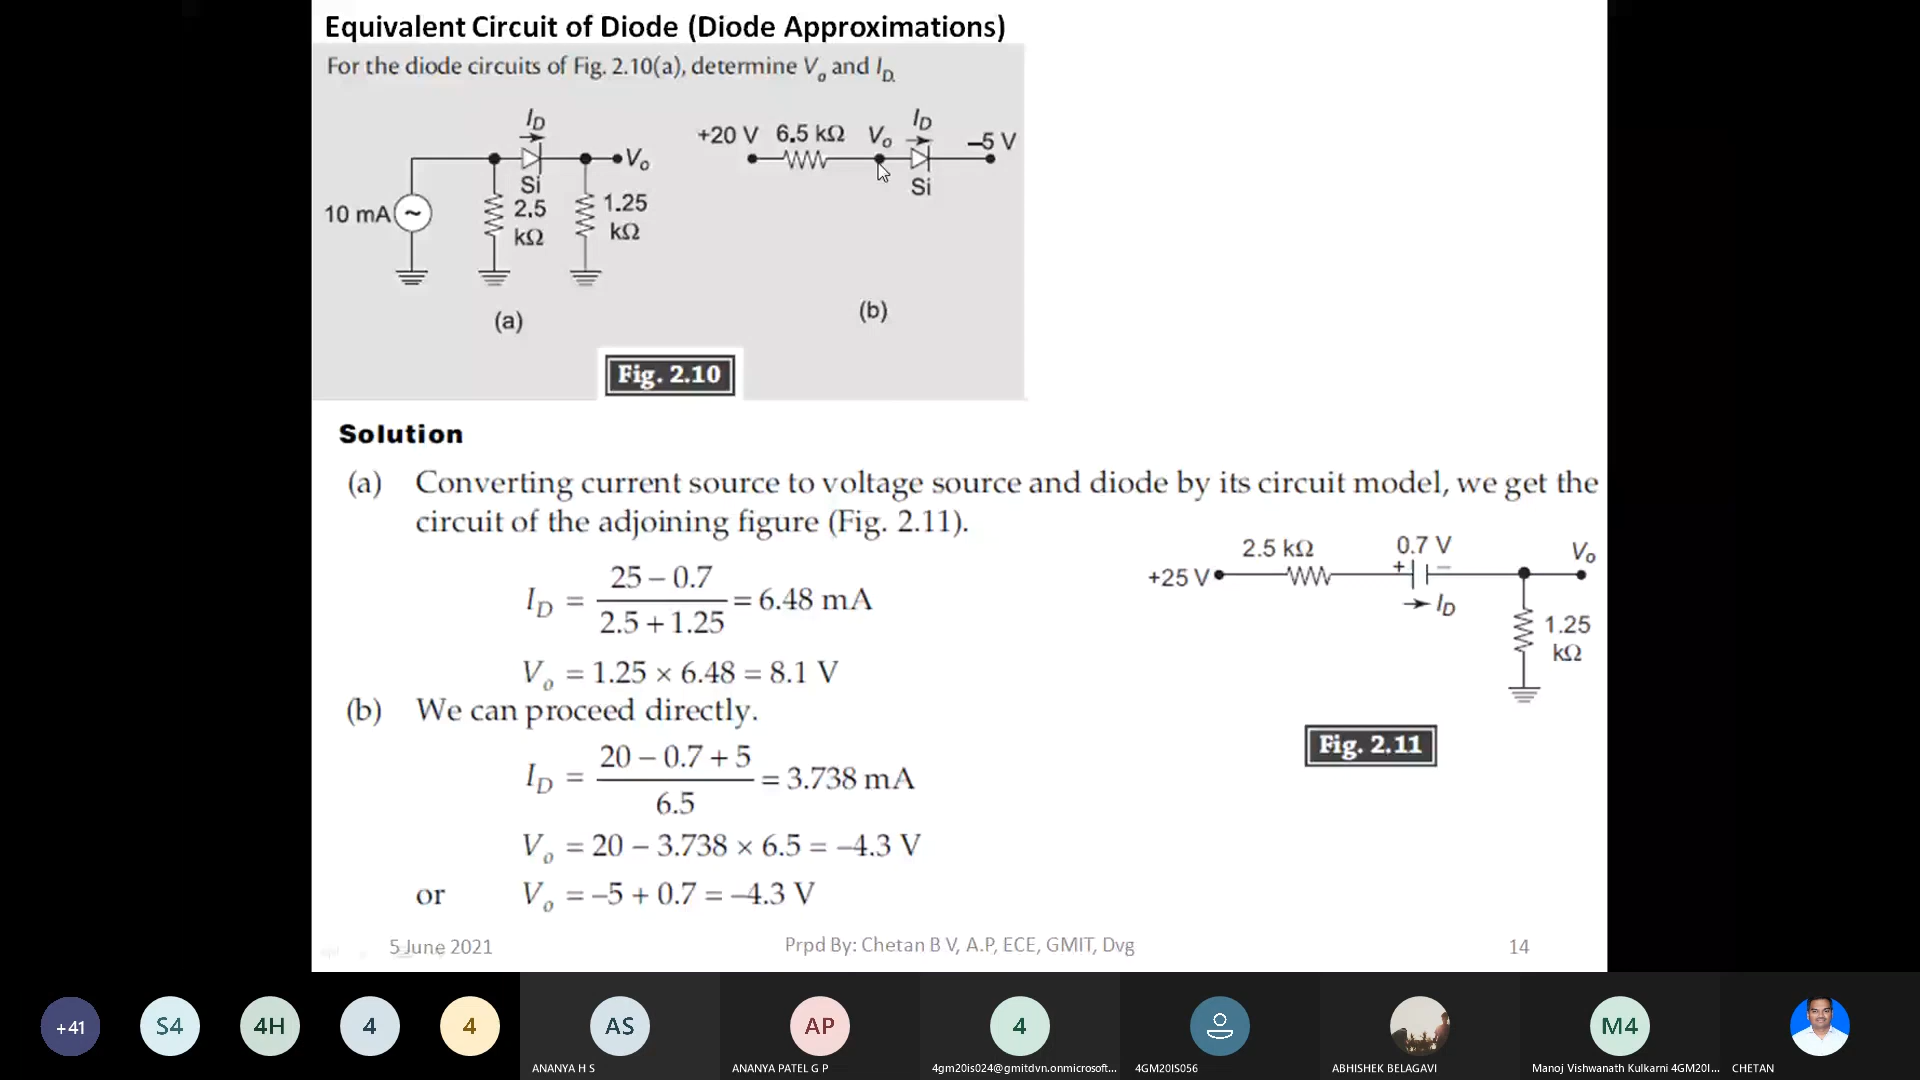 Equivalent Circuit of Diode (Diode Approximations)
For the diode circuits of Fig. 2.10(a), determine Vo and ID.
ID
Vo
Si
10 mA
2.5
kΩ
1.25
kΩ
(a)
+20 V 6.5 kΩ Vo ID –5 V
Si
(b)
Fig. 2.10
Solution
(a) Converting current source to voltage source and diode by its circuit model, we get the
circuit of the adjoining figure (Fig. 2.11).
ID = (25 – 0.7)/(2.5 + 1.25) = 6.48 mA
Vo = 1.25 × 6.48 = 8.1 V
2.5 kΩ 0.7 V Vo
+25 V + –
ID
1.25
kΩ
Fig. 2.11
(b) We can proceed directly.
ID = (20 – 0.7 + 5)/6.5 = 3.738 mA
Vo = 20 – 3.738 × 6.5 = –4.3 V
or Vo = –5 + 0.7 = –4.3 V
5 June 2021 Prpd By: Chetan B V, A.P, ECE, GMIT, Dvg 14
+41 S4 4H 4 4 AS AP 4 M4
ANANYA H S
ANANYA PATEL G P
4gm20is024@gmitdvn.onmicrosoft...
4GM20IS056
ABHISHEK BELAGAVI
Manoj Vishwanath Kulkarni 4GM20I...
CHETAN